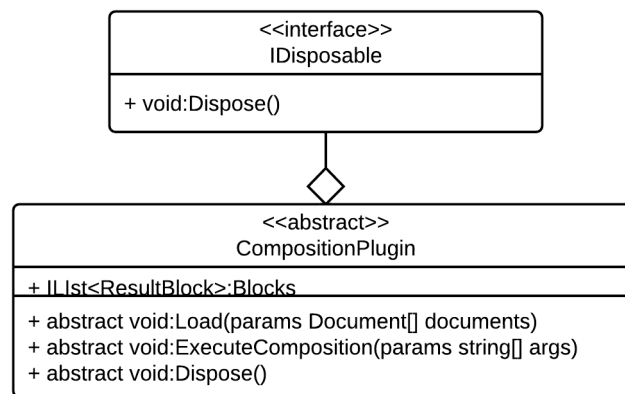 <<interface>>
IDisposable
+ void:Dispose()
<<abstract>>
CompositionPlugin
+ IList<ResultBlock>:Blocks
+ abstract void:Load(params Document[] documents)
+ abstract void:ExecuteComposition(params string[] args)
+ abstract void:Dispose()